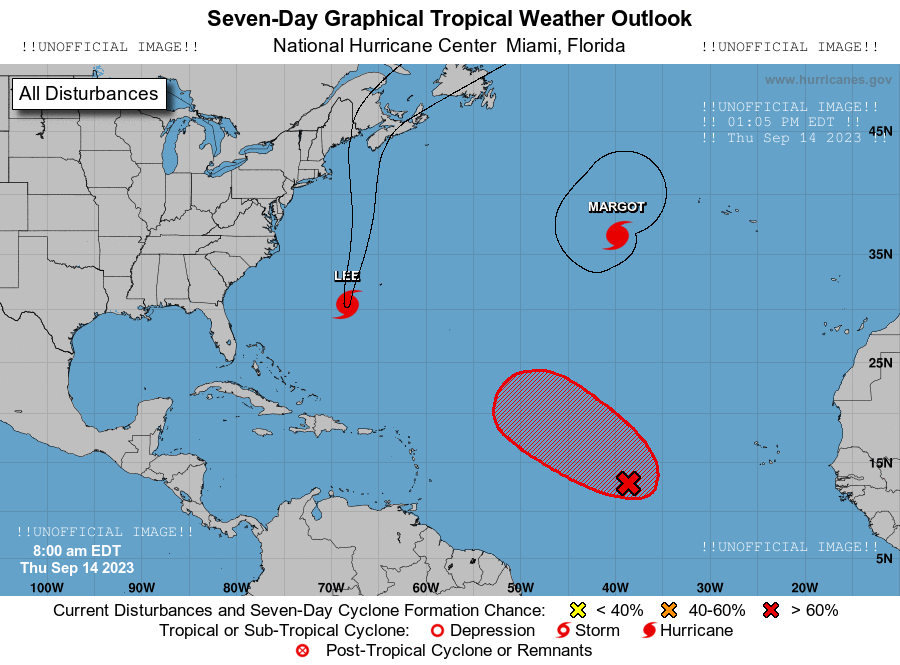 Seven-Day Graphical Tropical Weather Outlook
!!UNOFFICIAL IMAGE!! National Hurricane Center Miami, Florida !!UNOFFICIAL IMAGE!!
www.hurricanes.gov
All Disturbances
!!UNOFFICIAL IMAGE!!
!! 01:05 PM EDT !!
45N
!! Thu Sep 14 2023 !!
MARGOT
35N
LEE
25N
15N
!!UNOFFICIAL IMAGE!!
8:00 am EDT
!!UNOFFICIAL IMAGE!!
5N
Thu Sep 14 2023
100W 90W 80W 70W 60W 50W 40W 30W 20W
Current Disturbances and Seven-Day Cyclone Formation Chance: < 40% 40-60% > 60%
Tropical or Sub-Tropical Cyclone: Depression Storm Hurricane
Post-Tropical Cyclone or Remnants